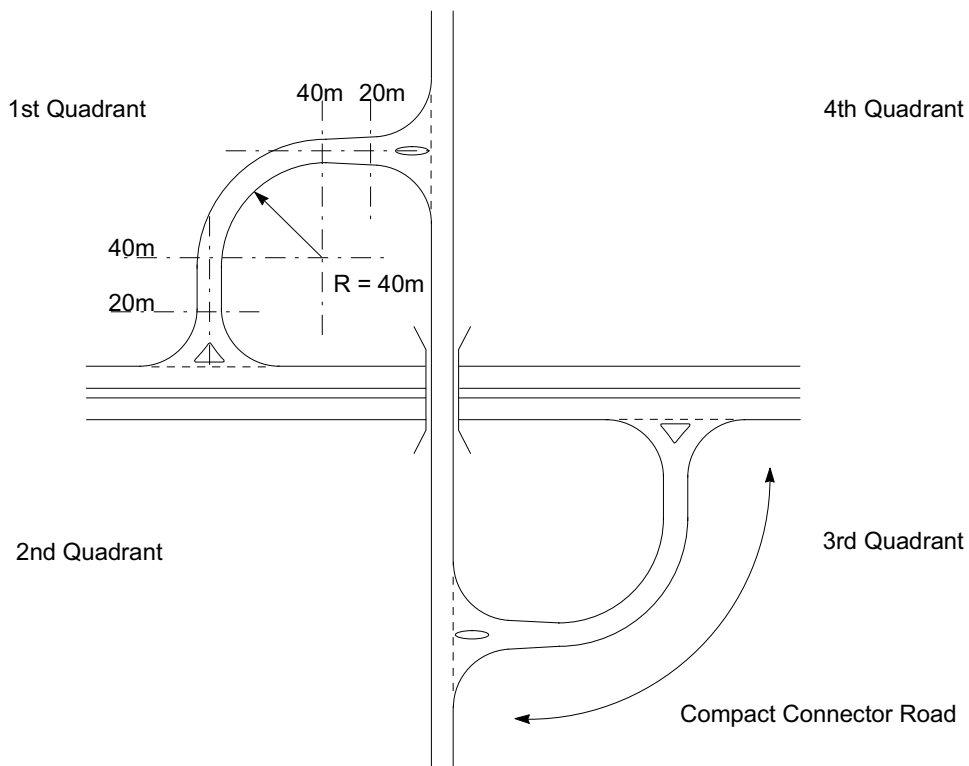 1st Quadrant
40m 20m
4th Quadrant
40m
R = 40m
20m
2nd Quadrant
3rd Quadrant
Compact Connector Road